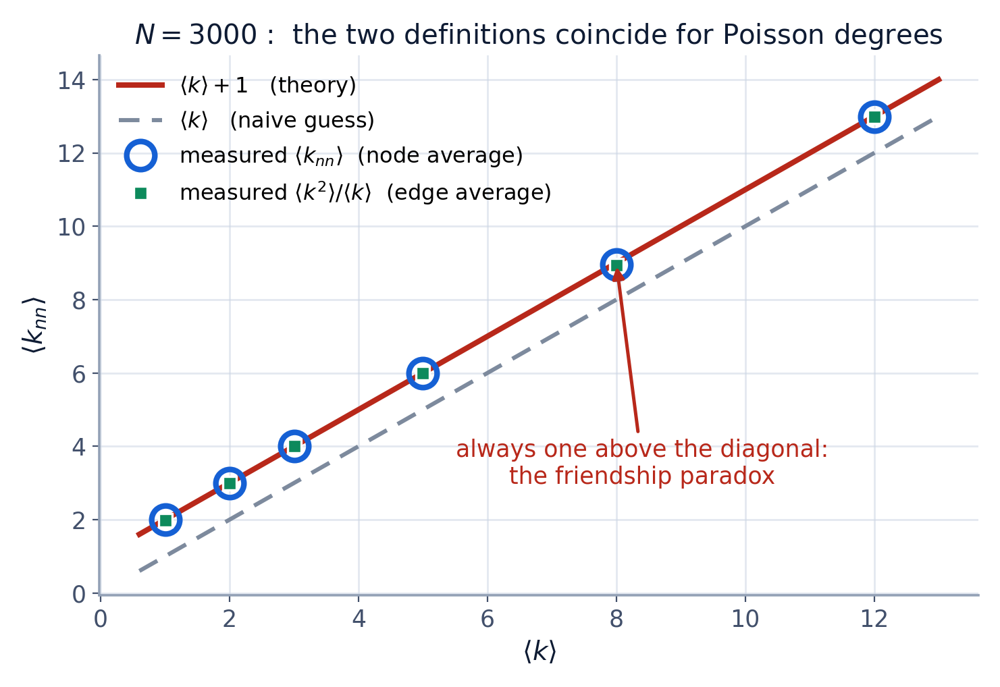 N = 3000 : the two definitions coincide for Poisson degrees
⟨k⟩ + 1 (theory)
⟨k⟩ (naive guess)
measured ⟨kₙₙ⟩ (node average)
measured ⟨k²⟩/⟨k⟩ (edge average)
always one above the diagonal:
the friendship paradox
⟨kₙₙ⟩
14
12
10
8
6
4
2
0
0 2 4 6 8 10 12
⟨k⟩